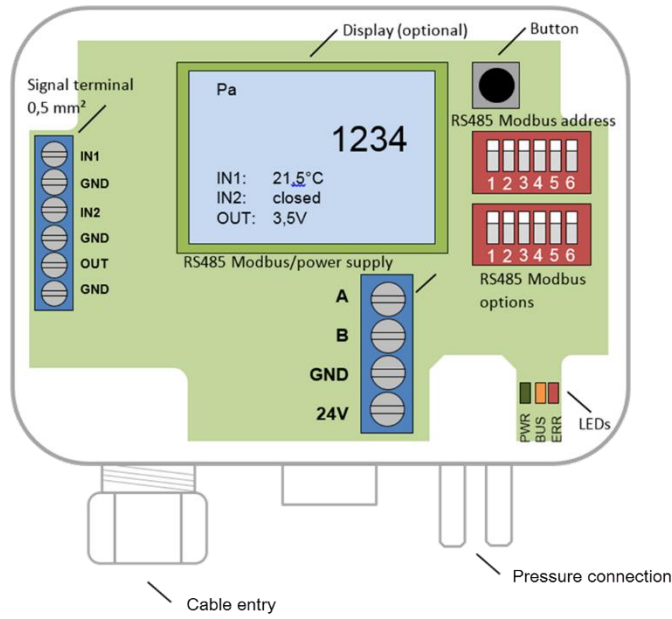 Display (optional)
Button
Signal terminal
0,5 mm²
RS485 Modbus address
Pa
1234
IN1: 21,5°C
IN2: closed
OUT: 3,5V
IN1
GND
IN2
GND
OUT
GND
1 2 3 4 5 6
1 2 3 4 5 6
RS485 Modbus/power supply
RS485 Modbus
options
A
B
GND
24V
PWR
BUS
ERR
LEDs
Pressure connection
Cable entry